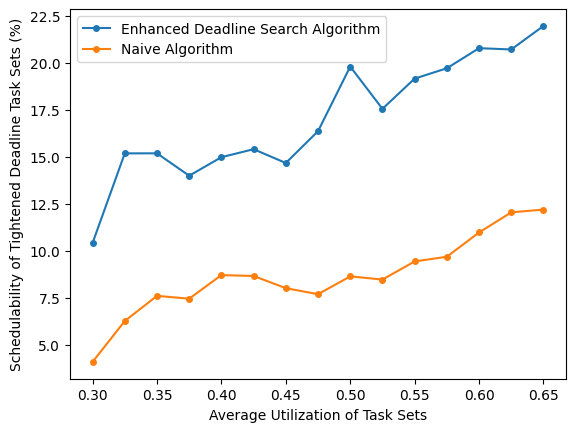 Enhanced Deadline Search Algorithm
Naive Algorithm
Schedulability of Tightened Deadline Task Sets (%)
22.5
20.0
17.5
15.0
12.5
10.0
7.5
5.0
0.30 0.35 0.40 0.45 0.50 0.55 0.60 0.65
Average Utilization of Task Sets